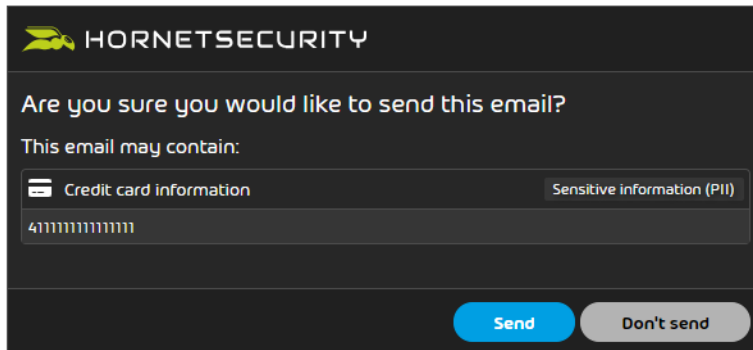 HORNETSECURITY
Are you sure you would like to send this email?
This email may contain:
Credit card information Sensitive information (PII)
4111111111111111
Send Don't send